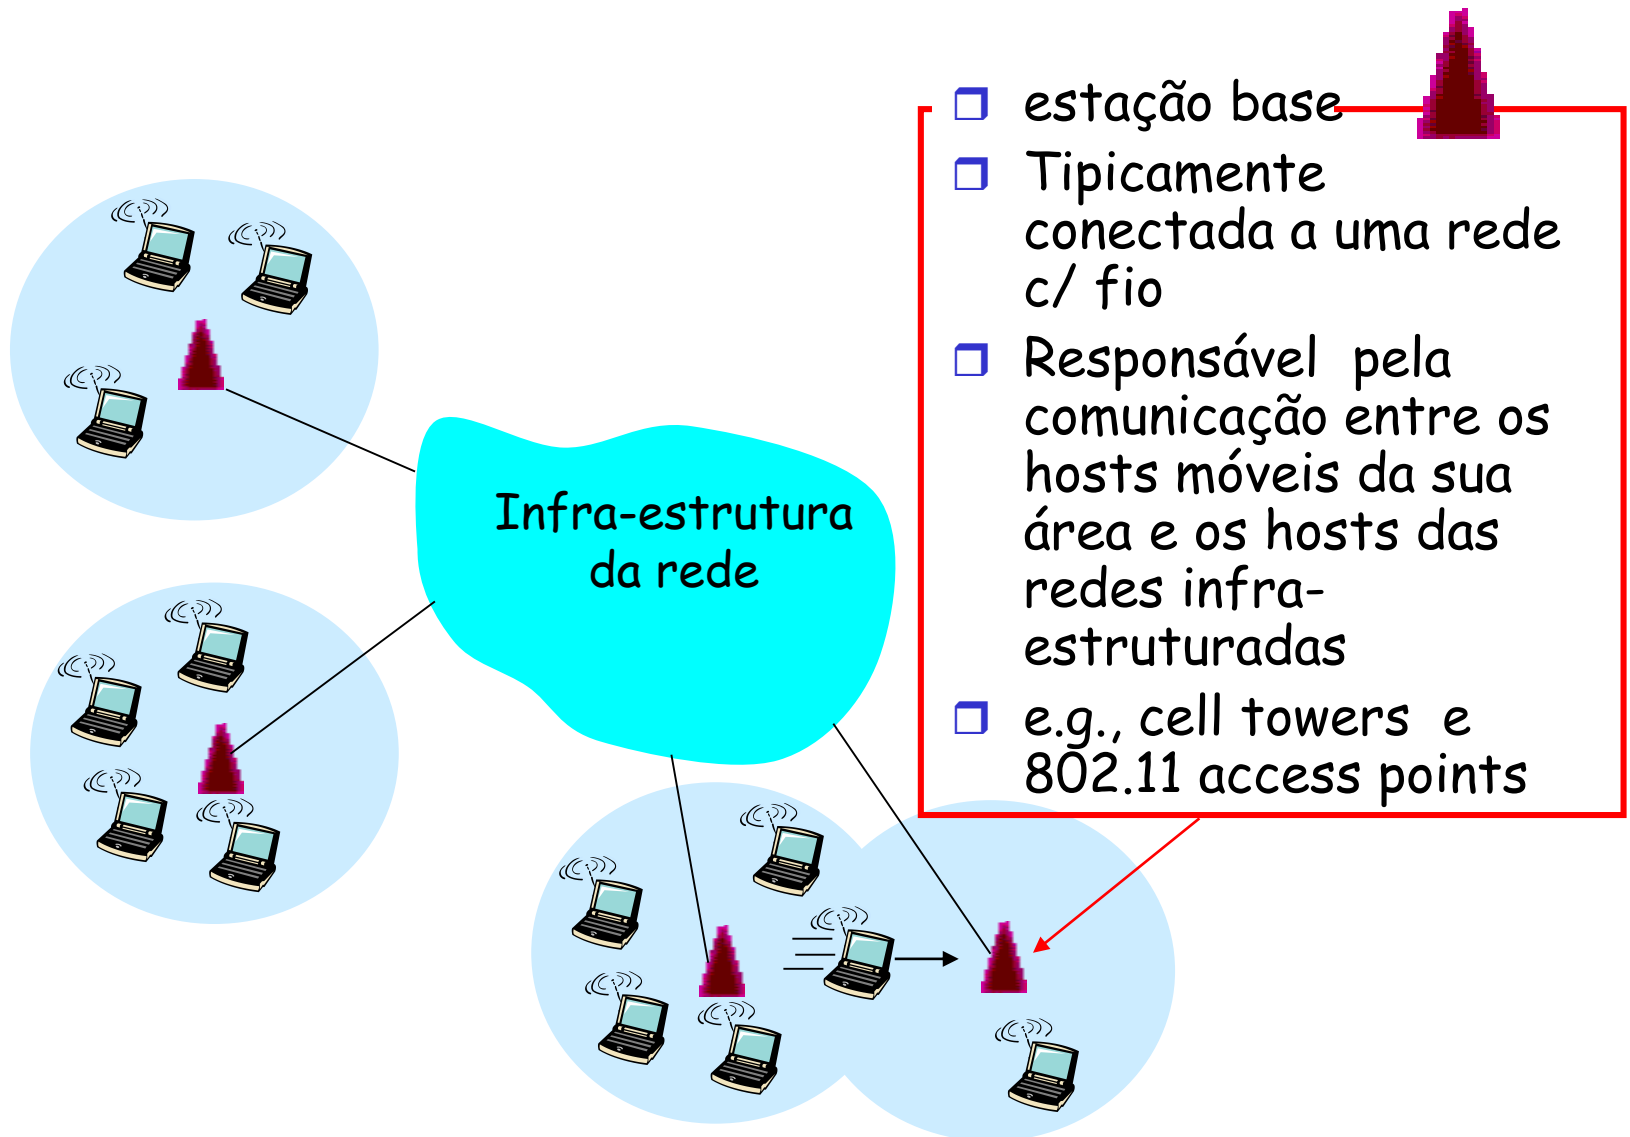 estação base
Tipicamente
conectada a uma rede
c/ fio
Responsável pela
comunicação entre os
hosts móveis da sua
área e os hosts das
redes infra-
estruturadas
e.g., cell towers e
802.11 access points
Infra-estrutura
da rede